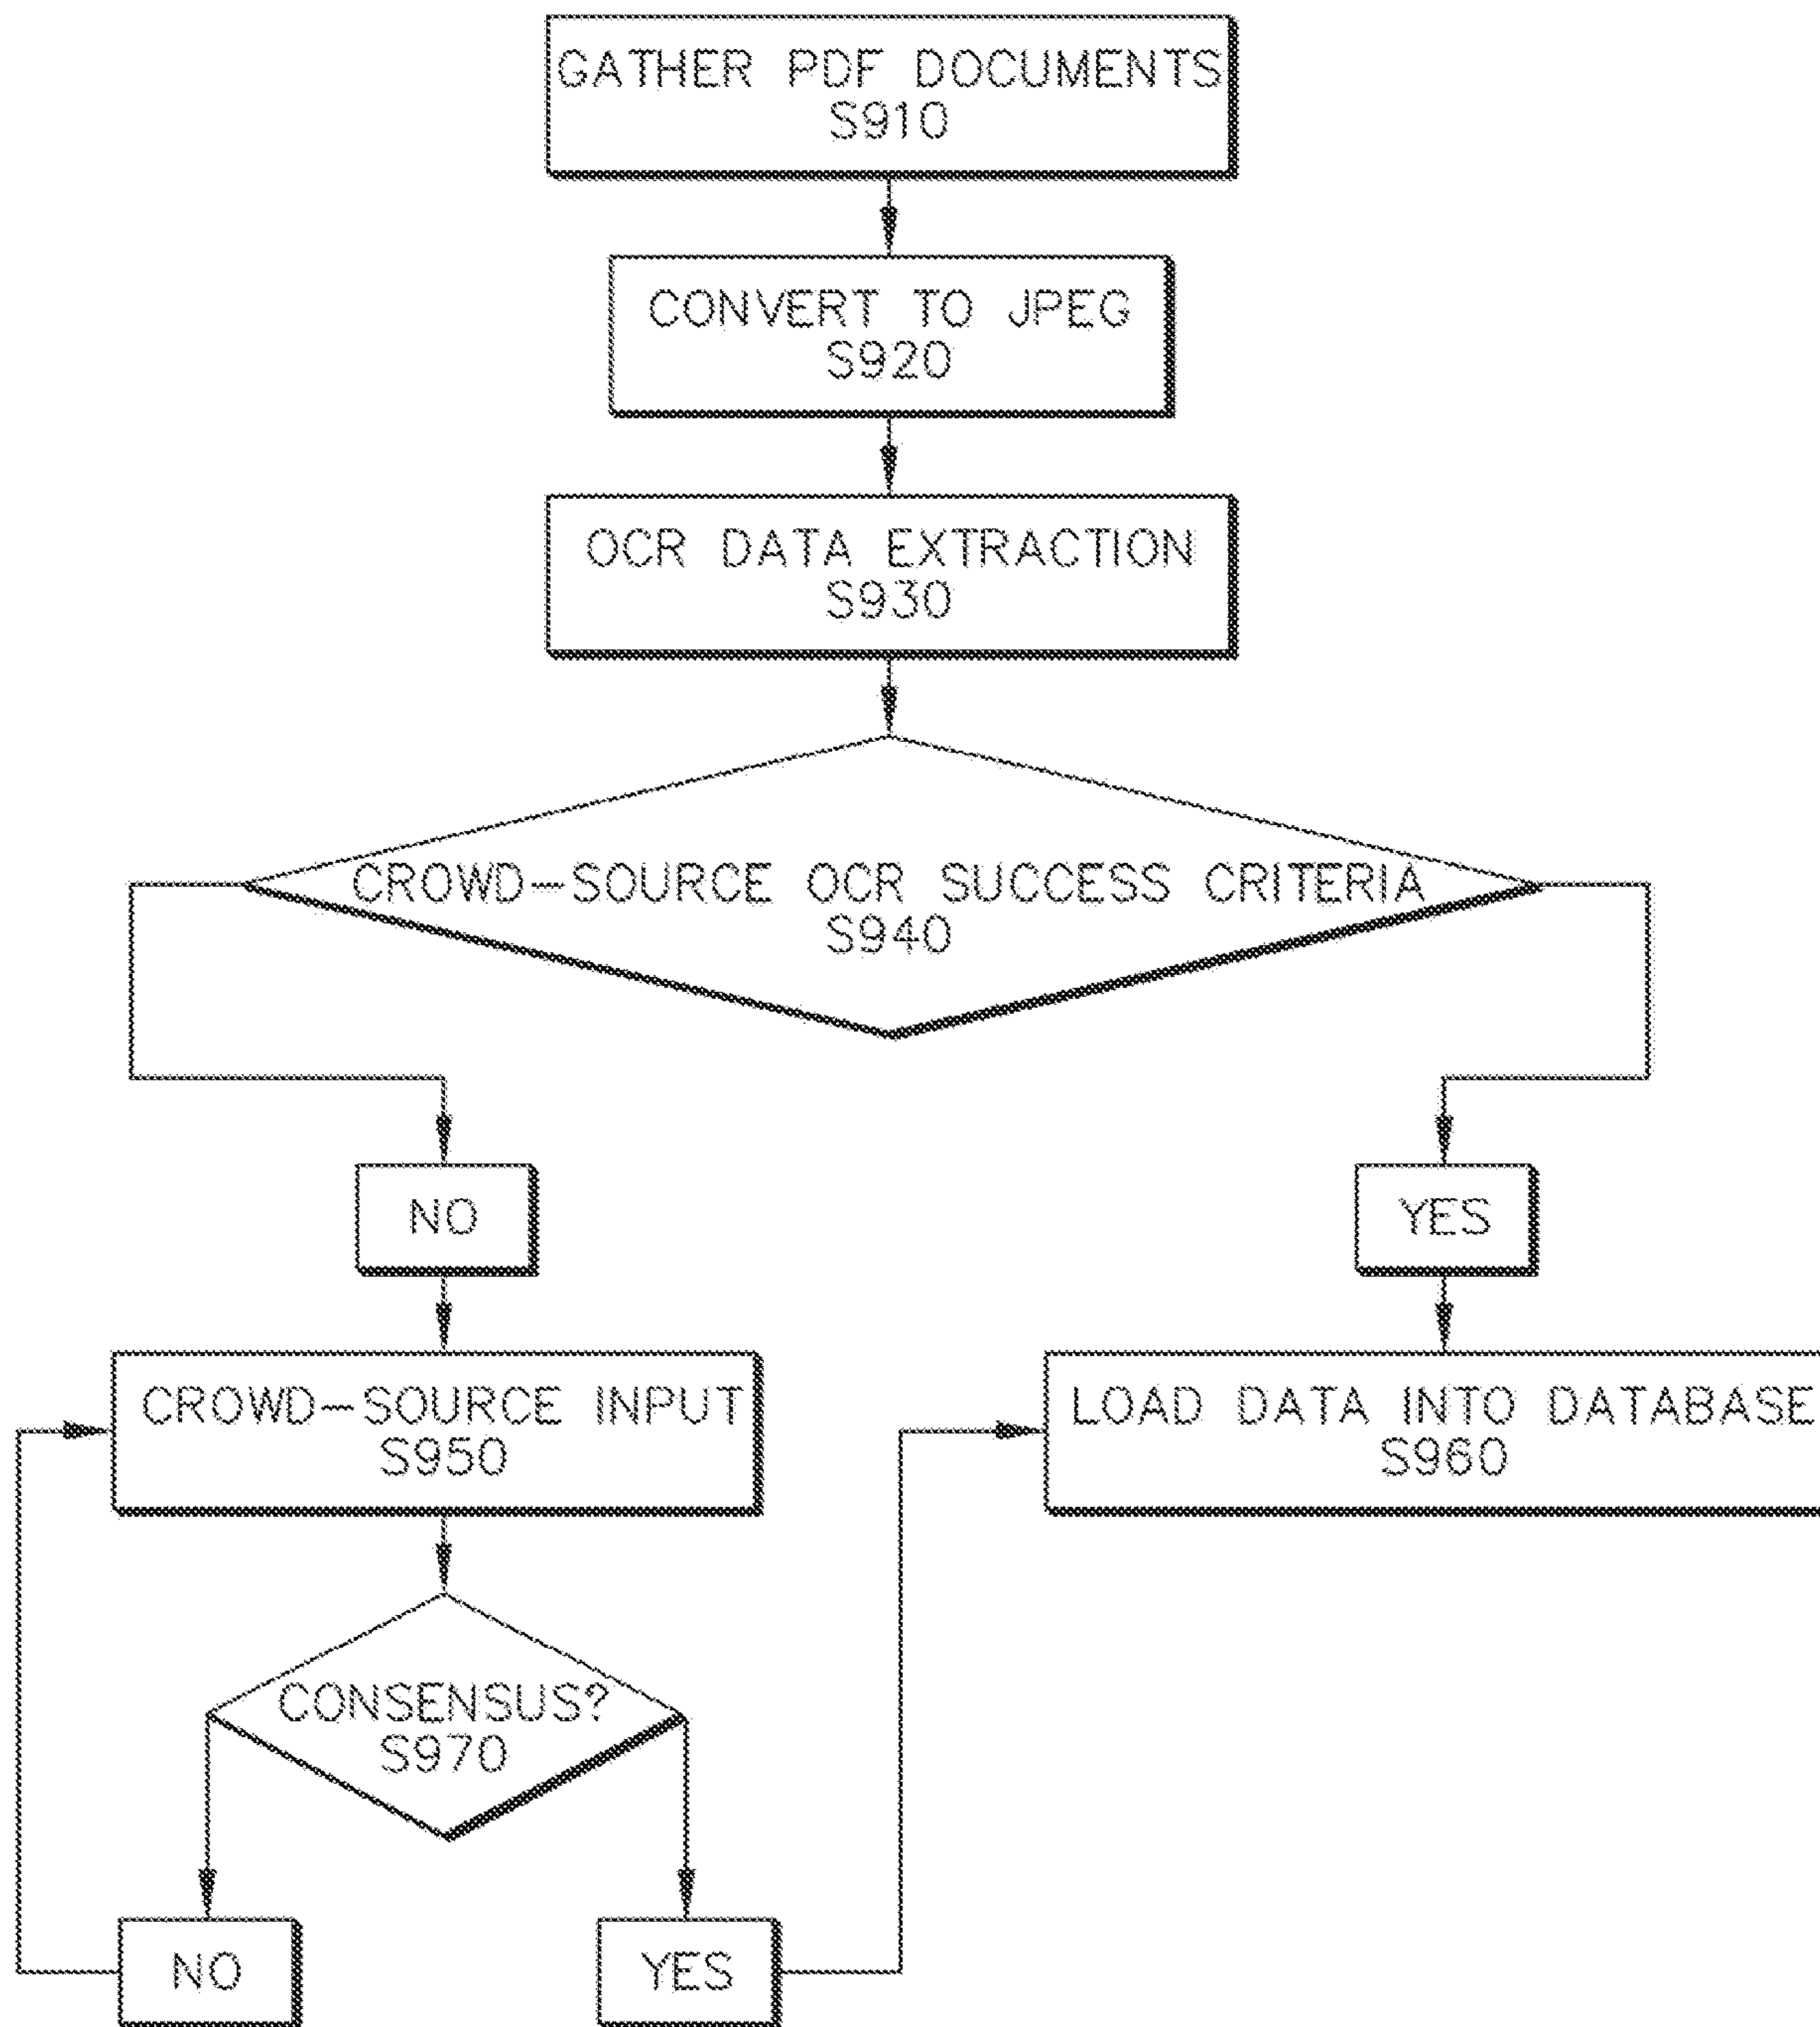 GATHER PDF DOCUMENTS
S910
CONVERT TO JPEG
S920
OCR DATA EXTRACTION
S930
CROWD-SOURCE OCR SUCCESS CRITERIA
S940
NO
YES
CROWD-SOURCE INPUT
S950
LOAD DATA INTO DATABASE
S960
CONSENSUS?
S970
NO
YES